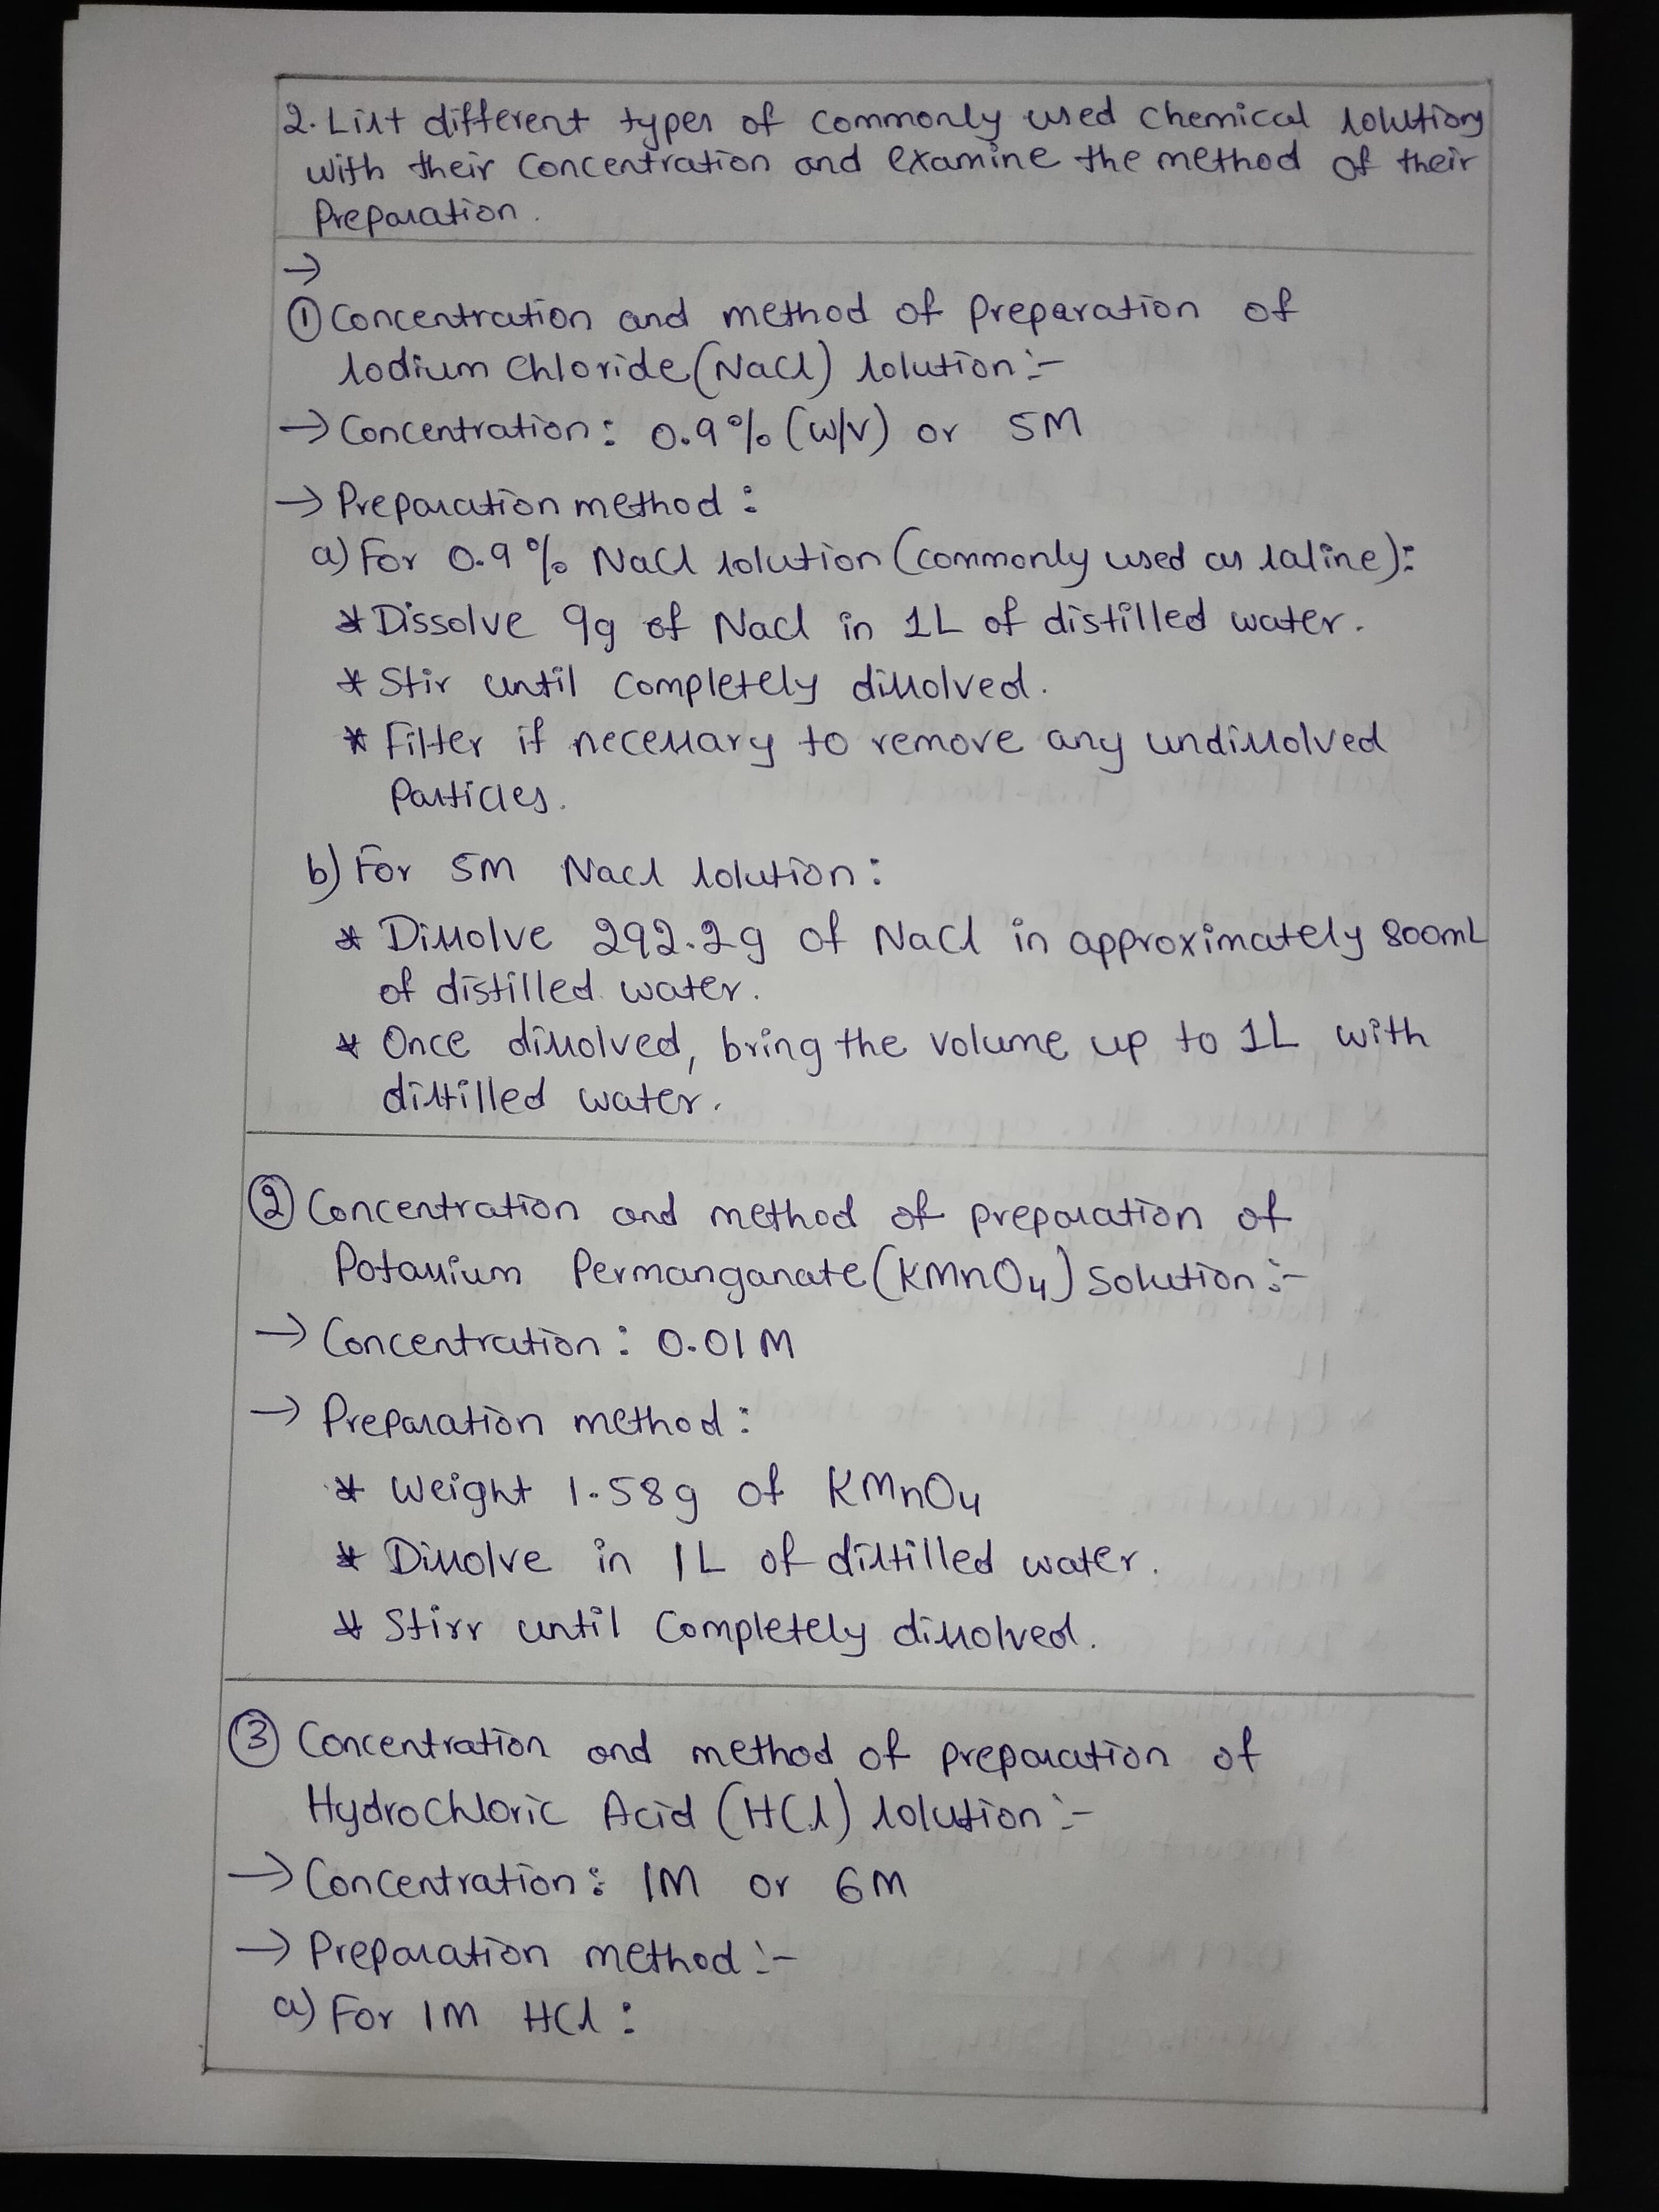 2. List different types of commonly used chemical solutions
with their concentration and examine the method of their
Preparation.
→
① Concentration and method of Preparation of
Sodium Chloride (NaCl) solution:-
→ Concentration: 0.9% (w/v) or 5M
→ Preparation method:
a) For 0.9% NaCl solution (commonly used as saline):
* Dissolve 9g of NaCl in 1L of distilled water.
* Stir until completely dissolved.
* Filter if necessary to remove any undissolved
Particles.
b) For 5M NaCl solution:
* Dissolve 292.2g of NaCl in approximately 800mL
of distilled water.
* Once dissolved, bring the volume up to 1L with
distilled water.
② Concentration and method of preparation of
Potassium Permanganate (KMnO4) Solution:-
→ Concentration: 0.01M
→ Preparation method:
* Weight 1.58g of KMnO4
* Dissolve in 1L of distilled water.
* Stirr until Completely dissolved.
③ Concentration and method of preparation of
Hydrochloric Acid (HCl) solution:-
→ Concentration: 1M or 6M
→ Preparation method:-
a) For 1M HCl: